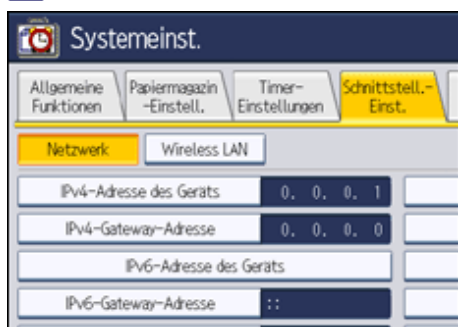 Systemeinst.
Allgemeine Funktionen
Papiermagazin -Einstell.
Timer- Einstellungen
Schnittstell.- Einst.
Netzwerk
Wireless LAN
IPv4-Adresse des Geräts 0. 0. 0. 1
IPv4-Gateway-Adresse 0. 0. 0. 0
IPv6-Adresse des Geräts
IPv6-Gateway-Adresse ::